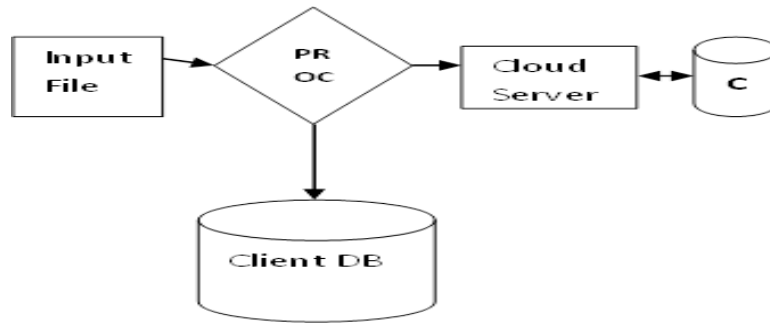 Input
File
PR
OC
Cloud
Server
C
Client DB